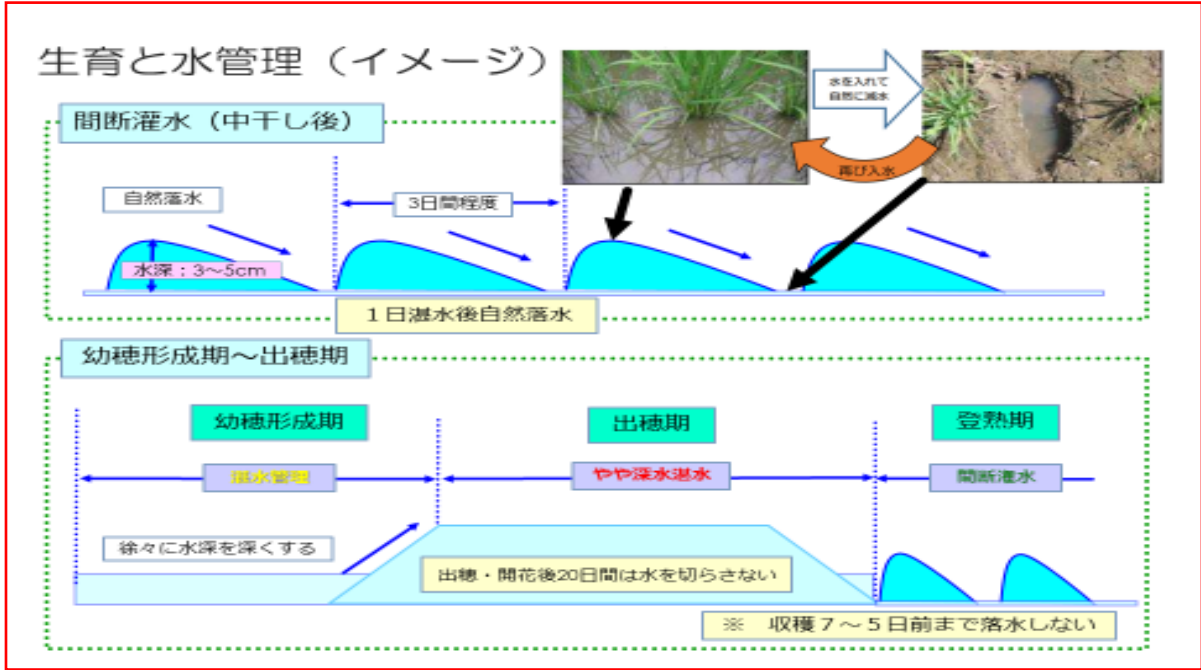 生育と水管理（イメージ）
水を入れて
自然に減水
再び入水
間断灌水（中干し後）
自然落水
3日間程度
水深：3～5cm
１日湛水後自然落水
幼穂形成期～出穂期
幼穂形成期
出穂期
登熟期
やや深水湛水
間断灌水
徐々に水深を深くする
出穂・開花後20日間は水を切らさない
※　収穫７～５日前まで落水しない